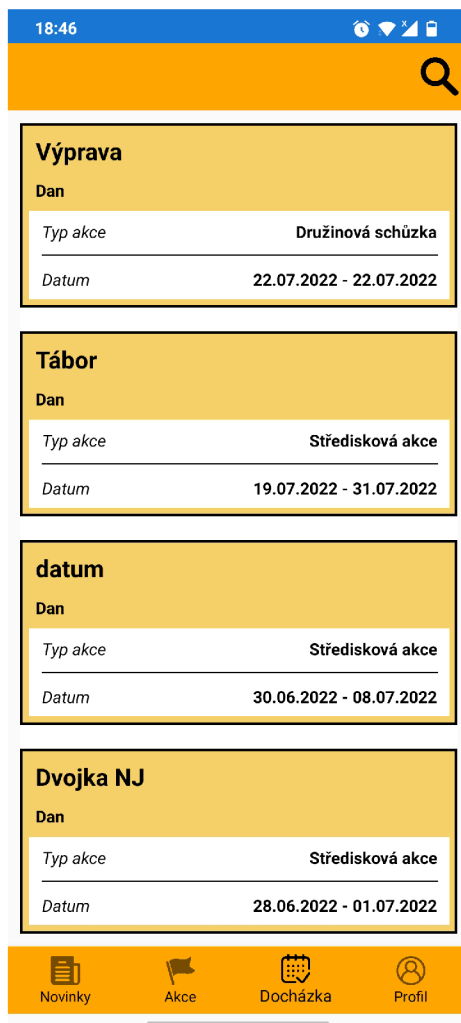 18:46
Výprava
Dan
Typ akce Družinová schůzka
Datum 22.07.2022 - 22.07.2022
Tábor
Dan
Typ akce Středisková akce
Datum 19.07.2022 - 31.07.2022
datum
Dan
Typ akce Středisková akce
Datum 30.06.2022 - 08.07.2022
Dvojka NJ
Dan
Typ akce Středisková akce
Datum 28.06.2022 - 01.07.2022
Novinky Akce Docházka Profil